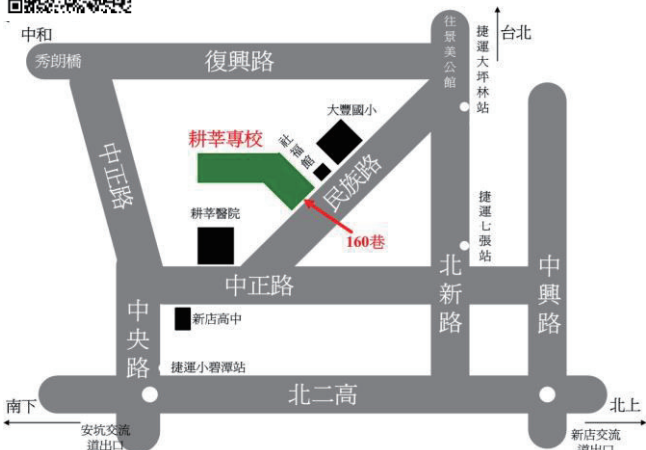 中和
秀朗橋
復興路
往景美公館
捷運大坪林站
台北
大豐國小
社福館
耕莘專校
中正路
民族路
捷運七張站
耕莘醫院
160巷
中正路
北新路
中興路
新店高中
中央路
捷運小碧潭站
北二高
南下
北上
安坑交流
道出口
新店交流
道出口